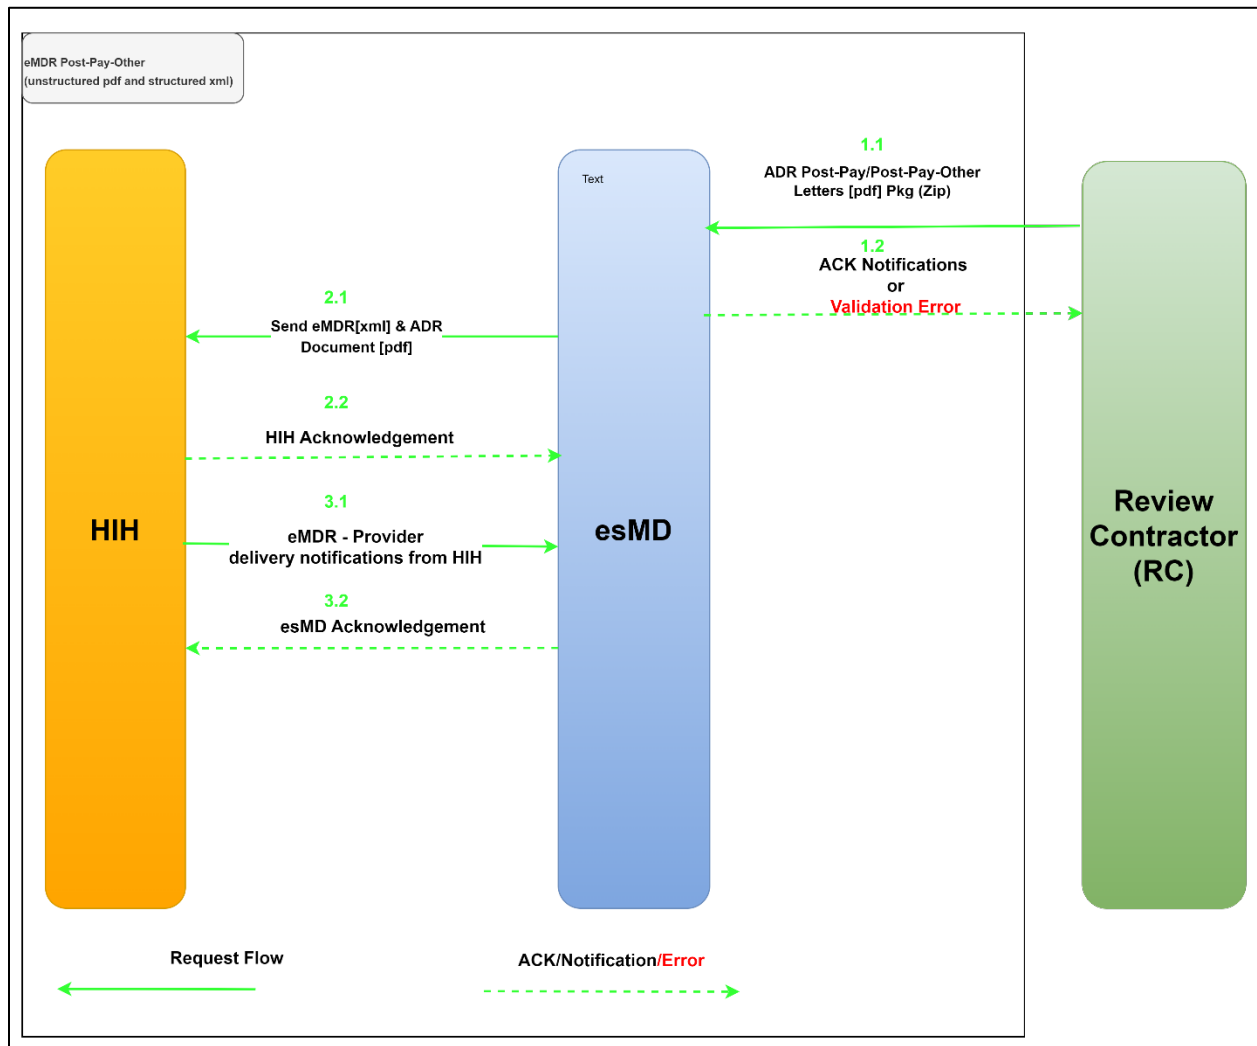 eMDR Post-Pay-Other
(unstructured pdf and structured xml)
Text
1.1
ADR Post-Pay/Post-Pay-Other
Letters [pdf] Pkg (Zip)
1.2
ACK Notifications
or
Validation Error
2.1
Send eMDR[xml] & ADR
Document [pdf]
2.2
HIH Acknowledgement
3.1
eMDR - Provider
delivery notifications from HIH
3.2
esMD Acknowledgement
HIH
esMD
Review
Contractor
(RC)
Request Flow
ACK/Notification/Error